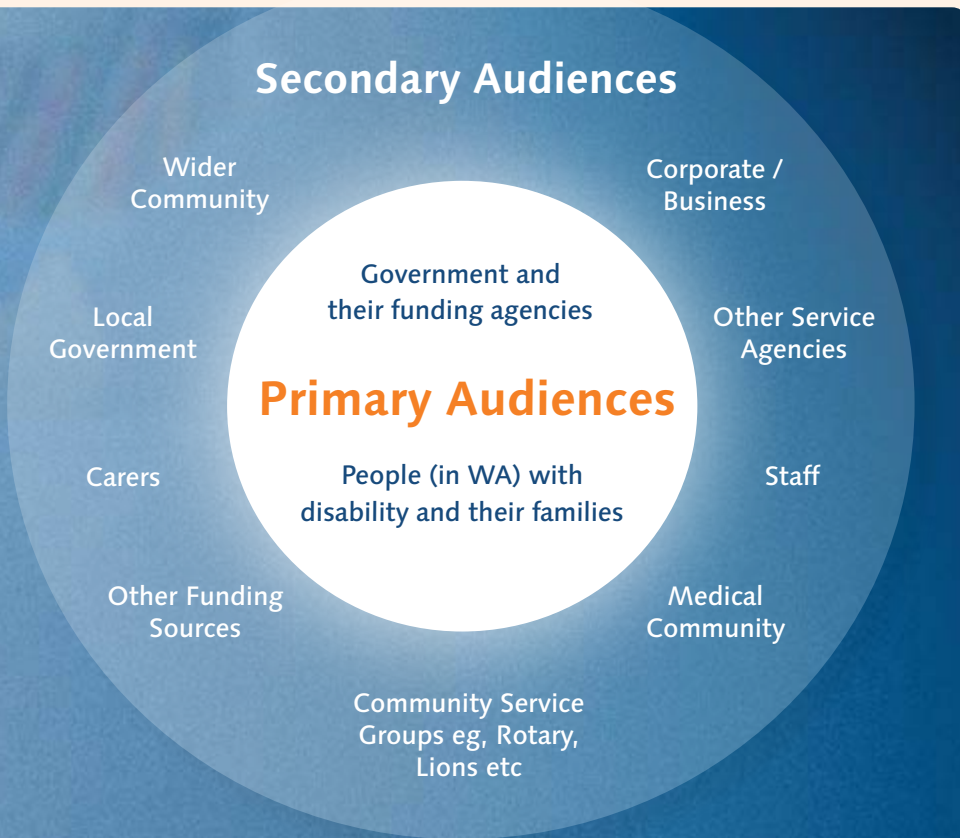 Secondary Audiences
Wider
Community
Corporate /
Business
Government and
their funding agencies
Local
Government
Other Service
Agencies
Primary Audiences
Carers
People (in WA) with
disability and their families
Staff
Other Funding
Sources
Medical
Community
Community Service
Groups eg, Rotary,
Lions etc